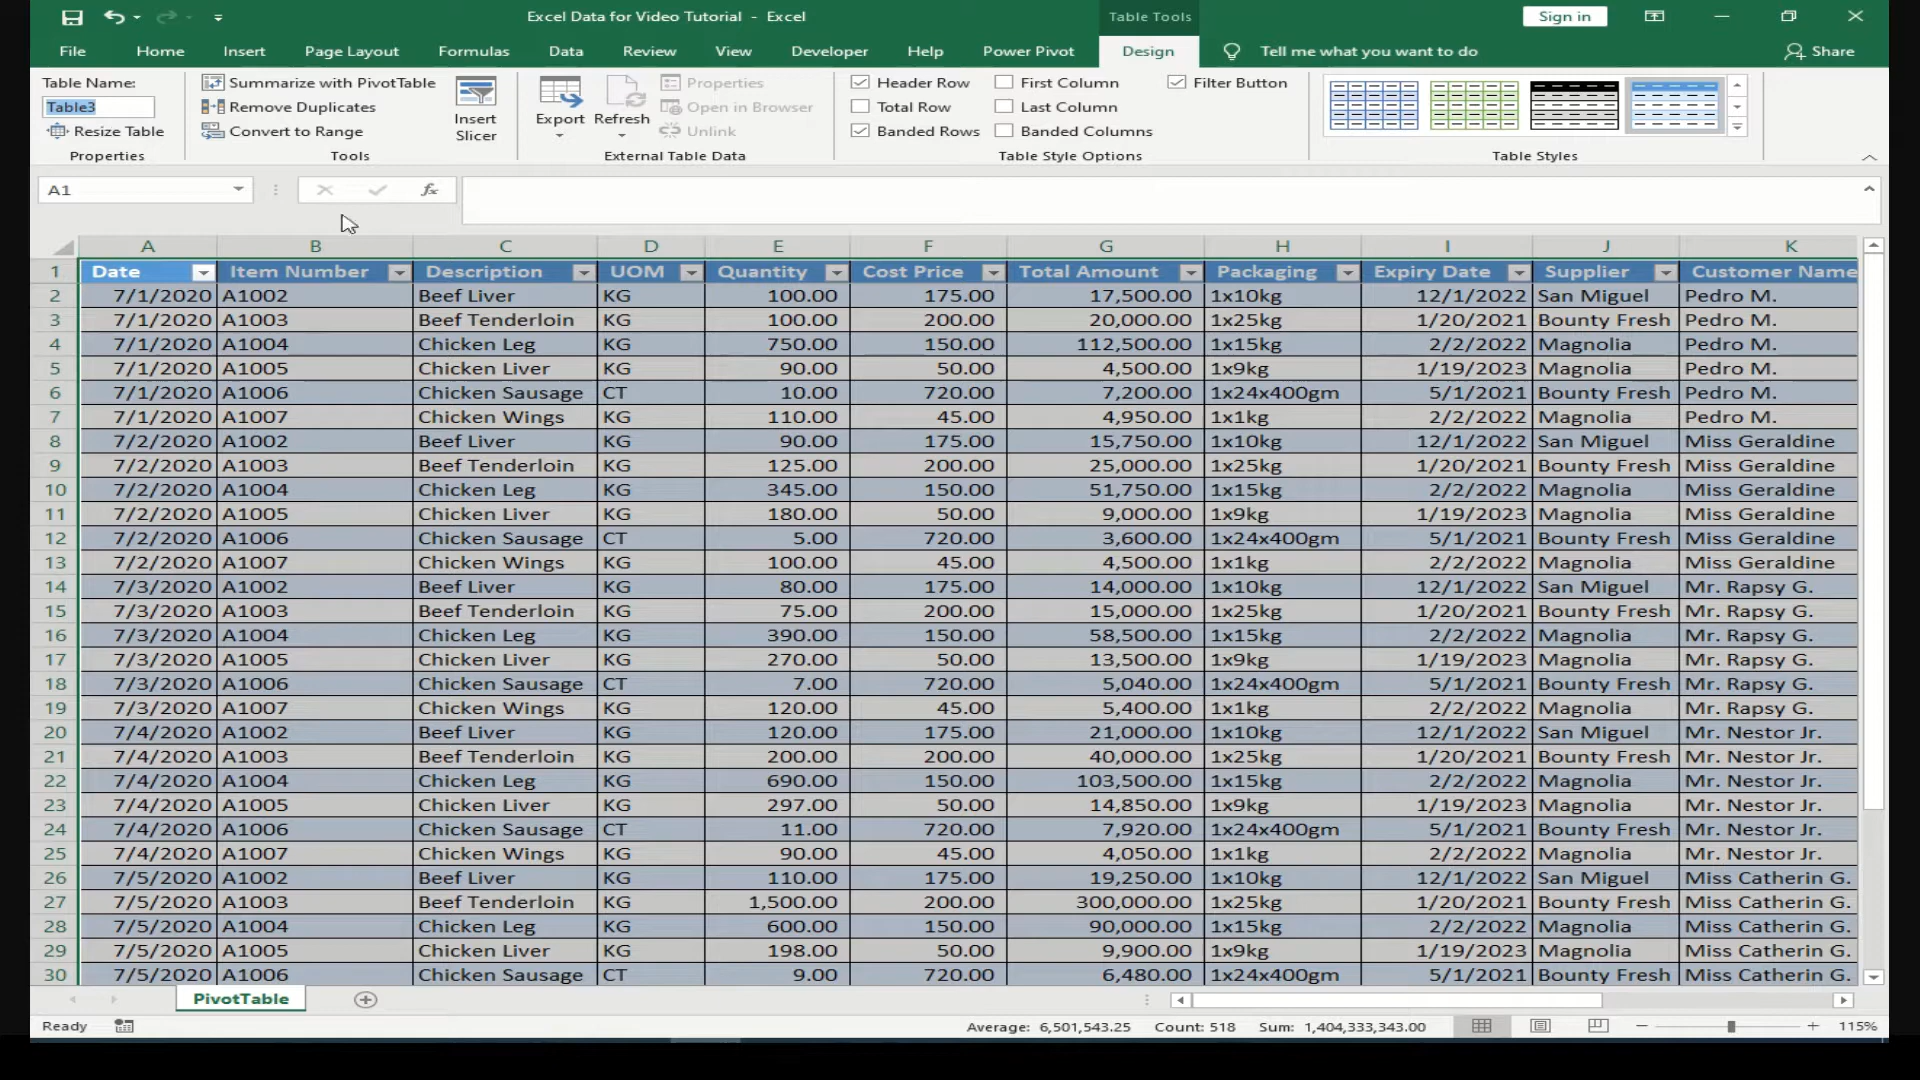 Excel Data for Video Tutorial - Excel
Table Tools
Sign in
File Home Insert Page Layout Formulas Data Review View Developer Help Power Pivot Design Tell me what you want to do Share
Table Name:
Table3
Resize Table
Properties
Summarize with PivotTable
Remove Duplicates
Convert to Range
Tools
Insert
Slicer
Export
Refresh
Properties
Open in Browser
Unlink
External Table Data
Header Row
First Column
Filter Button
Total Row
Last Column
Banded Rows
Banded Columns
Table Style Options
Table Styles
A1 fx
A B C D E F G H I J K
1 Date Item Number Description UOM Quantity Cost Price Total Amount Packaging Expiry Date Supplier Customer Name
2 7/1/2020 A1002 Beef Liver KG 100.00 175.00 17,500.00 1x10kg 12/1/2022 San Miguel Pedro M.
3 7/1/2020 A1003 Beef Tenderloin KG 100.00 200.00 20,000.00 1x25kg 1/20/2021 Bounty Fresh Pedro M.
4 7/1/2020 A1004 Chicken Leg KG 750.00 150.00 112,500.00 1x15kg 2/2/2022 Magnolia Pedro M.
5 7/1/2020 A1005 Chicken Liver KG 90.00 50.00 4,500.00 1x9kg 1/19/2023 Magnolia Pedro M.
6 7/1/2020 A1006 Chicken Sausage CT 10.00 720.00 7,200.00 1x24x400gm 5/1/2021 Bounty Fresh Pedro M.
7 7/1/2020 A1007 Chicken Wings KG 110.00 45.00 4,950.00 1x1kg 2/2/2022 Magnolia Pedro M.
8 7/2/2020 A1002 Beef Liver KG 90.00 175.00 15,750.00 1x10kg 12/1/2022 San Miguel Miss Geraldine
9 7/2/2020 A1003 Beef Tenderloin KG 125.00 200.00 25,000.00 1x25kg 1/20/2021 Bounty Fresh Miss Geraldine
10 7/2/2020 A1004 Chicken Leg KG 345.00 150.00 51,750.00 1x15kg 2/2/2022 Magnolia Miss Geraldine
11 7/2/2020 A1005 Chicken Liver KG 180.00 50.00 9,000.00 1x9kg 1/19/2023 Magnolia Miss Geraldine
12 7/2/2020 A1006 Chicken Sausage CT 5.00 720.00 3,600.00 1x24x400gm 5/1/2021 Bounty Fresh Miss Geraldine
13 7/2/2020 A1007 Chicken Wings KG 100.00 45.00 4,500.00 1x1kg 2/2/2022 Magnolia Miss Geraldine
14 7/3/2020 A1002 Beef Liver KG 80.00 175.00 14,000.00 1x10kg 12/1/2022 San Miguel Mr. Rapsy G.
15 7/3/2020 A1003 Beef Tenderloin KG 75.00 200.00 15,000.00 1x25kg 1/20/2021 Bounty Fresh Mr. Rapsy G.
16 7/3/2020 A1004 Chicken Leg KG 390.00 150.00 58,500.00 1x15kg 2/2/2022 Magnolia Mr. Rapsy G.
17 7/3/2020 A1005 Chicken Liver KG 270.00 50.00 13,500.00 1x9kg 1/19/2023 Magnolia Mr. Rapsy G.
18 7/3/2020 A1006 Chicken Sausage CT 7.00 720.00 5,040.00 1x24x400gm 5/1/2021 Bounty Fresh Mr. Rapsy G.
19 7/3/2020 A1007 Chicken Wings KG 120.00 45.00 5,400.00 1x1kg 2/2/2022 Magnolia Mr. Rapsy G.
20 7/4/2020 A1002 Beef Liver KG 120.00 175.00 21,000.00 1x10kg 12/1/2022 San Miguel Mr. Nestor Jr.
21 7/4/2020 A1003 Beef Tenderloin KG 200.00 200.00 40,000.00 1x25kg 1/20/2021 Bounty Fresh Mr. Nestor Jr.
22 7/4/2020 A1004 Chicken Leg KG 690.00 150.00 103,500.00 1x15kg 2/2/2022 Magnolia Mr. Nestor Jr.
23 7/4/2020 A1005 Chicken Liver KG 297.00 50.00 14,850.00 1x9kg 1/19/2023 Magnolia Mr. Nestor Jr.
24 7/4/2020 A1006 Chicken Sausage CT 11.00 720.00 7,920.00 1x24x400gm 5/1/2021 Bounty Fresh Mr. Nestor Jr.
25 7/4/2020 A1007 Chicken Wings KG 90.00 45.00 4,050.00 1x1kg 2/2/2022 Magnolia Mr. Nestor Jr.
26 7/5/2020 A1002 Beef Liver KG 110.00 175.00 19,250.00 1x10kg 12/1/2022 San Miguel Miss Catherin G.
27 7/5/2020 A1003 Beef Tenderloin KG 1,500.00 200.00 300,000.00 1x25kg 1/20/2021 Bounty Fresh Miss Catherin G.
28 7/5/2020 A1004 Chicken Leg KG 600.00 150.00 90,000.00 1x15kg 2/2/2022 Magnolia Miss Catherin G.
29 7/5/2020 A1005 Chicken Liver KG 198.00 50.00 9,900.00 1x9kg 1/19/2023 Magnolia Miss Catherin G.
30 7/5/2020 A1006 Chicken Sausage CT 9.00 720.00 6,480.00 1x24x400gm 5/1/2021 Bounty Fresh Miss Catherin G.
PivotTable
Ready Average: 6,501,543.25 Count: 518 Sum: 1,404,333,343.00 115%